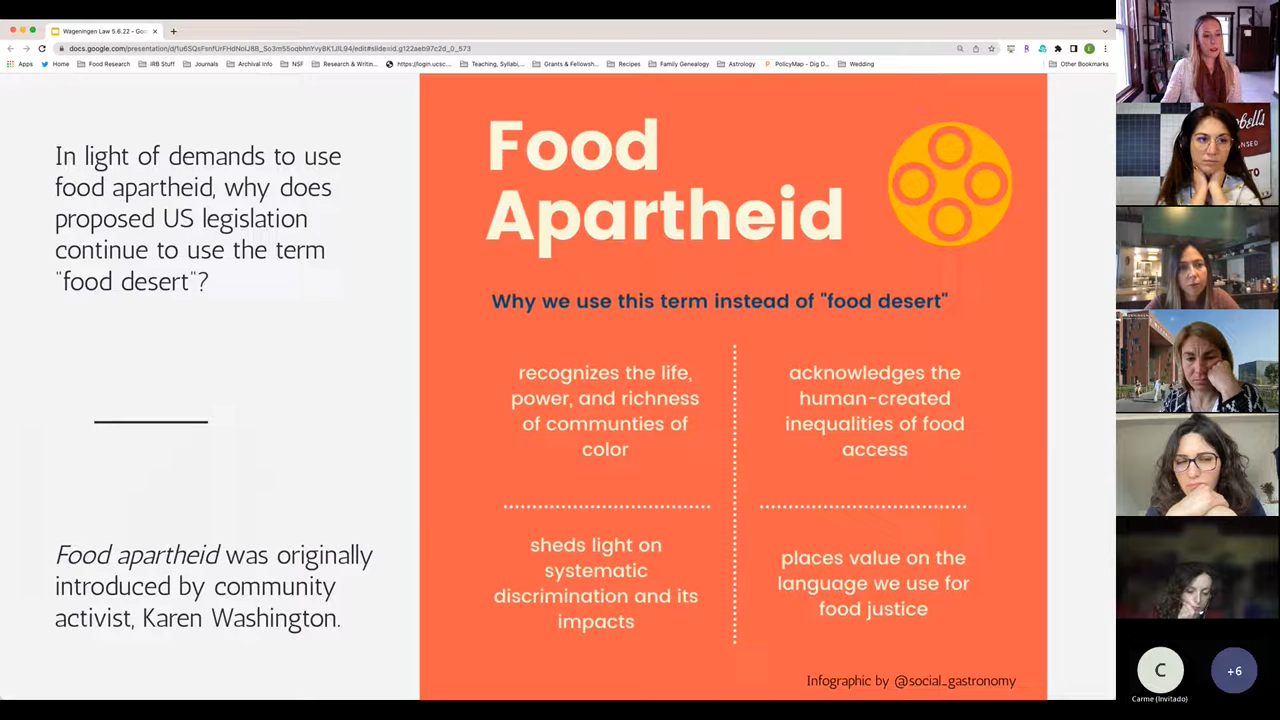 Wageningen Law 5.6.22 - Goo
docs.google.com/presentation/d/1u6SQsFsnfUrFHdNoIJ8B_So3m55oqbhnYvyBK1JlL94/edit#slide=id.g122aeb97c2d_0_573
Apps Home Food Research IRB Stuff Journals Archival Info NSF Research & Writin... https://login.ucsc.... Teaching, Syllabi,... Grants & Fellowsh... Recipes Family Genealogy Astrology PolicyMap - Dig D... Wedding Other Bookmarks
In light of demands to use
food apartheid, why does
proposed US legislation
continue to use the term
"food desert"?
Food apartheid was originally
introduced by community
activist, Karen Washington.
Food
Apartheid
Why we use this term instead of "food desert"
recognizes the life,
power, and richness
of communties of
color
acknowledges the
human-created
inequalities of food
access
sheds light on
systematic
discrimination and its
impacts
places value on the
language we use for
food justice
Infographic by @social_gastronomy
C
+6
Carme (Invitado)